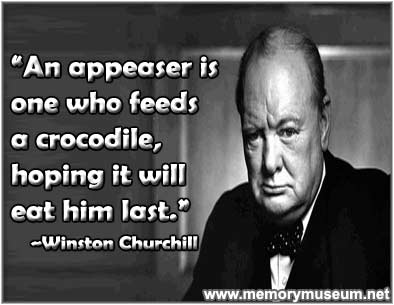 “An appeaser is
one who feeds
a crocodile,
hoping it will
eat him last.”
~Winston Churchill
www.memorymuseum.net